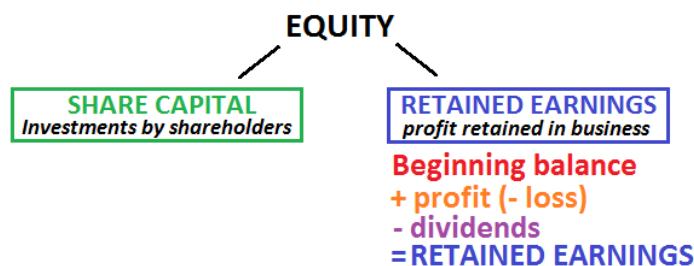 EQUITY
SHARE CAPITAL
Investments by shareholders
RETAINED EARNINGS
profit retained in business
Beginning balance
+ profit (- loss)
- dividends
= RETAINED EARNINGS